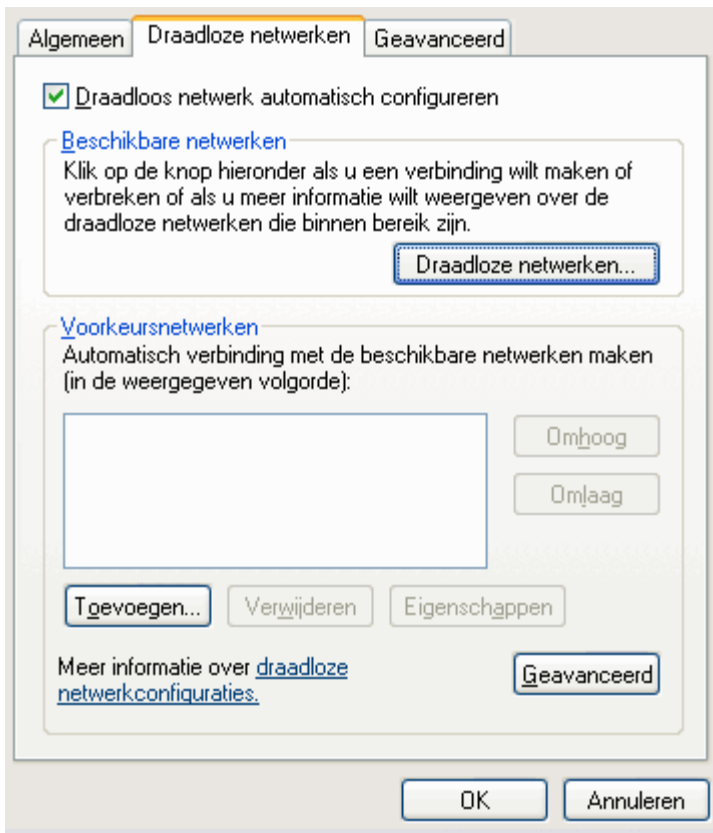 Algemeen Draadloze netwerken Geavanceerd
Draadloos netwerk automatisch configureren
Beschikbare netwerken
Klik op de knop hieronder als u een verbinding wilt maken of
verbreken of als u meer informatie wilt weergeven over de
draadloze netwerken die binnen bereik zijn.
Draadloze netwerken...
Voorkeursnetwerken
Automatisch verbinding met de beschikbare netwerken maken
(in de weergegeven volgorde):
Omhoog
Omlaag
Toevoegen... Verwijderen Eigenschappen
Meer informatie over draadloze
netwerkconfiguraties.
Geavanceerd
OK Annuleren